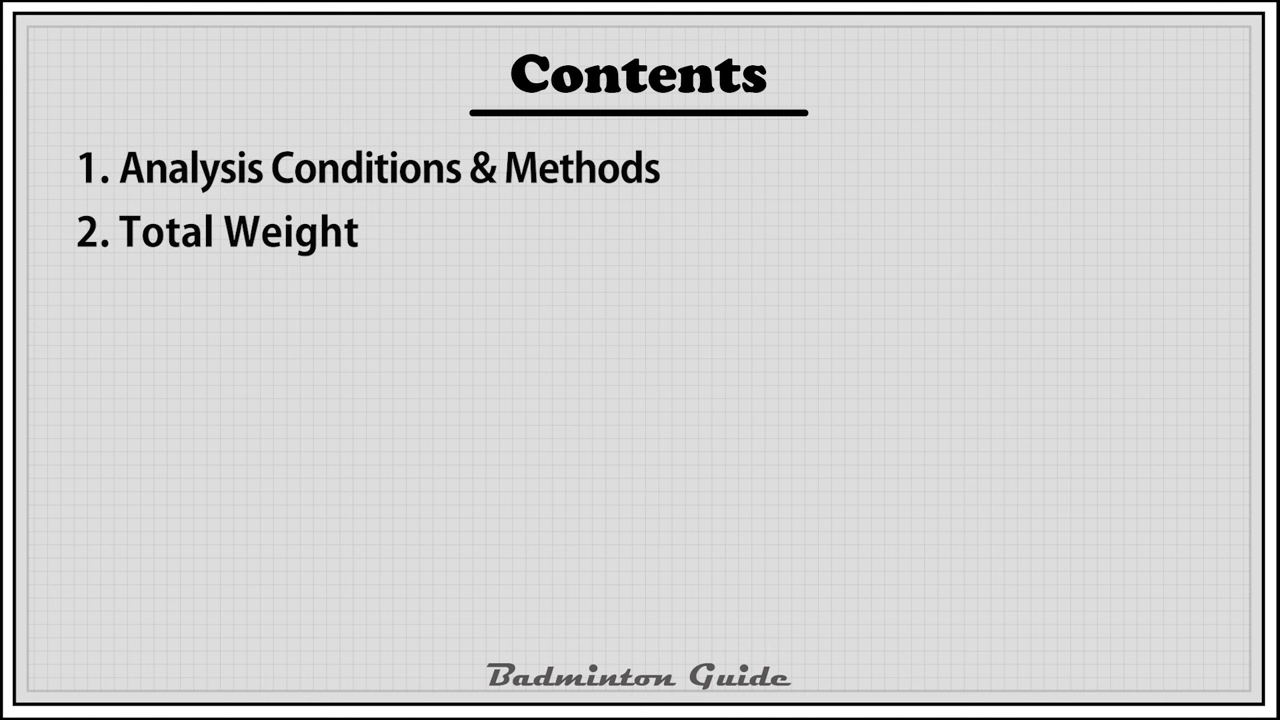 Contents
1. Analysis Conditions & Methods
2. Total Weight
Badminton Guide